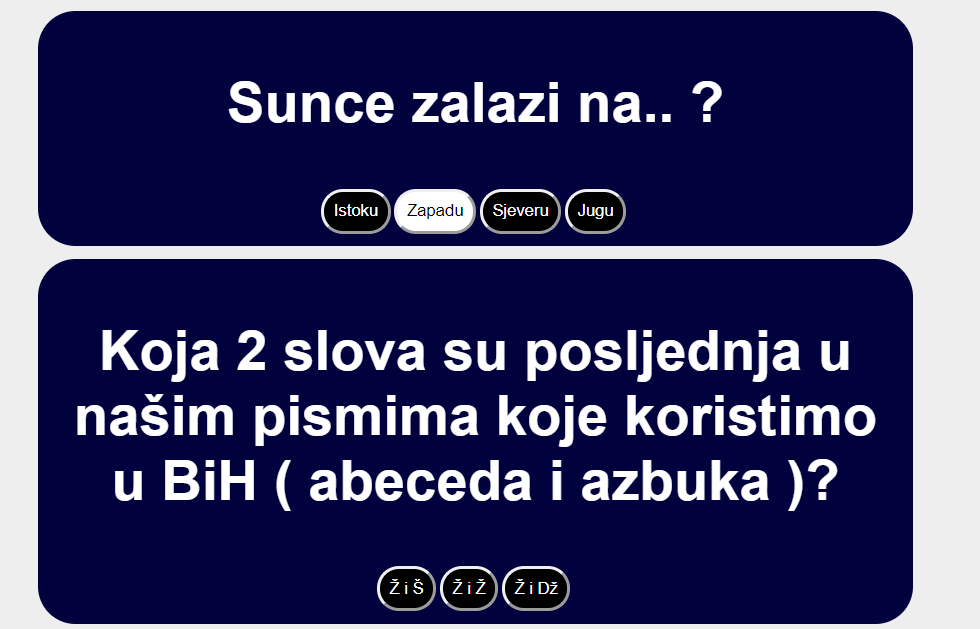 Sunce zalazi na.. ?
Istoku Zapadu Sjeveru Jugu
Koja 2 slova su posljednja u
našim pismima koje koristimo
u BiH ( abeceda i azbuka )?
Ž i Š Ž i Ž Ž i Dž